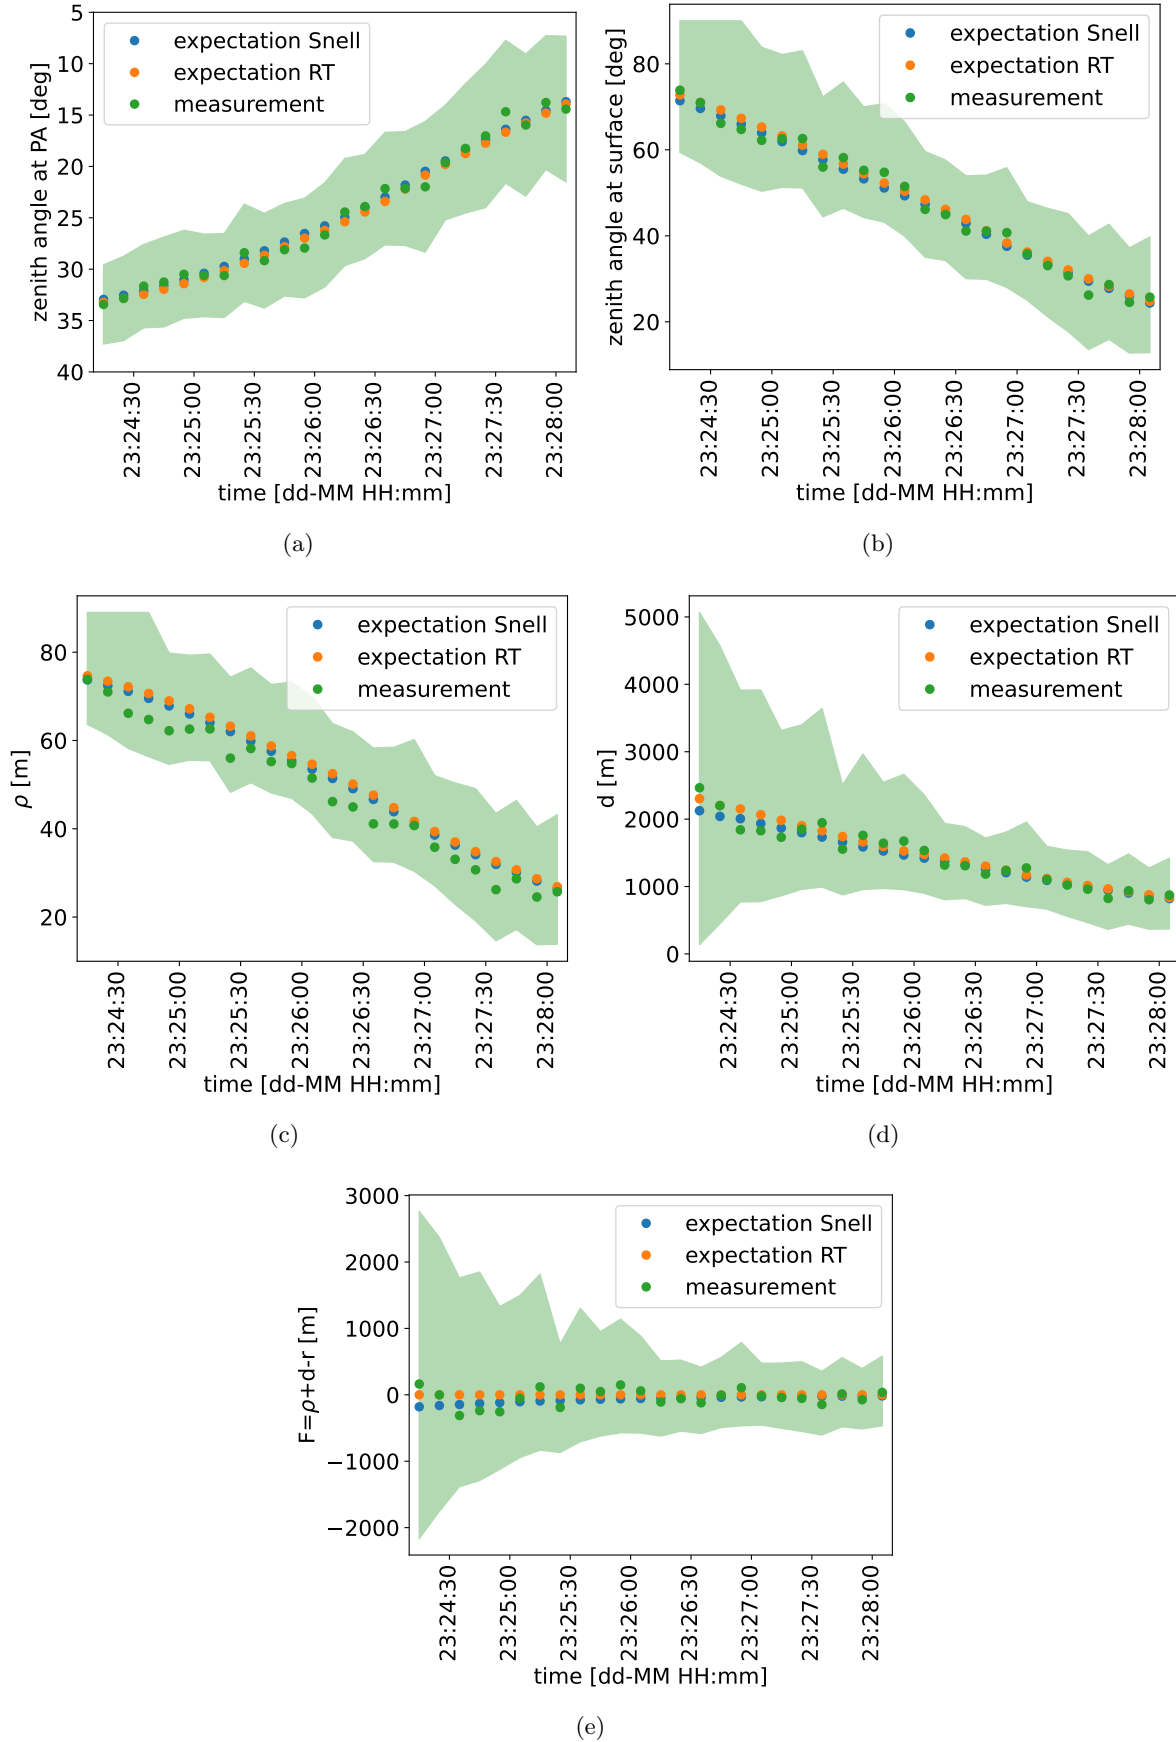 5
10
15
20
25
30
35
40
zenith angle at PA [deg]
expectation Snell
expectation RT
measurement
23:24:30
23:25:00
23:25:30
23:26:00
23:26:30
23:27:00
23:27:30
23:28:00
time [dd-MM HH:mm]
(a)
80
60
40
20
zenith angle at surface [deg]
expectation Snell
expectation RT
measurement
23:24:30
23:25:00
23:25:30
23:26:00
23:26:30
23:27:00
23:27:30
23:28:00
time [dd-MM HH:mm]
(b)
80
60
40
20
ρ [m]
expectation Snell
expectation RT
measurement
23:24:30
23:25:00
23:25:30
23:26:00
23:26:30
23:27:00
23:27:30
23:28:00
time [dd-MM HH:mm]
(c)
5000
4000
3000
2000
1000
0
d [m]
expectation Snell
expectation RT
measurement
23:24:30
23:25:00
23:25:30
23:26:00
23:26:30
23:27:00
23:27:30
23:28:00
time [dd-MM HH:mm]
(d)
3000
2000
1000
0
−1000
−2000
F=ρ+d-r [m]
expectation Snell
expectation RT
measurement
23:24:30
23:25:00
23:25:30
23:26:00
23:26:30
23:27:00
23:27:30
23:28:00
time [dd-MM HH:mm]
(e)